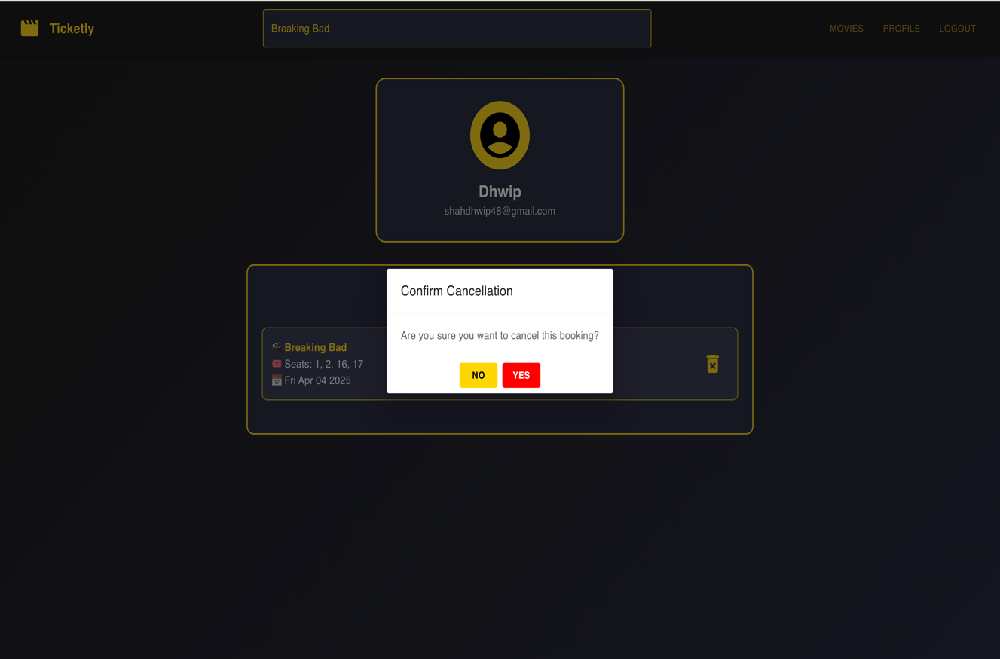 Ticketly
Breaking Bad
MOVIES
PROFILE
LOGOUT
Dhwip
shahdhwip48@gmail.com
Confirm Cancellation
Are you sure you want to cancel this booking?
NO
YES
Breaking Bad
Seats: 1, 2, 16, 17
17 Fri Apr 04 2025